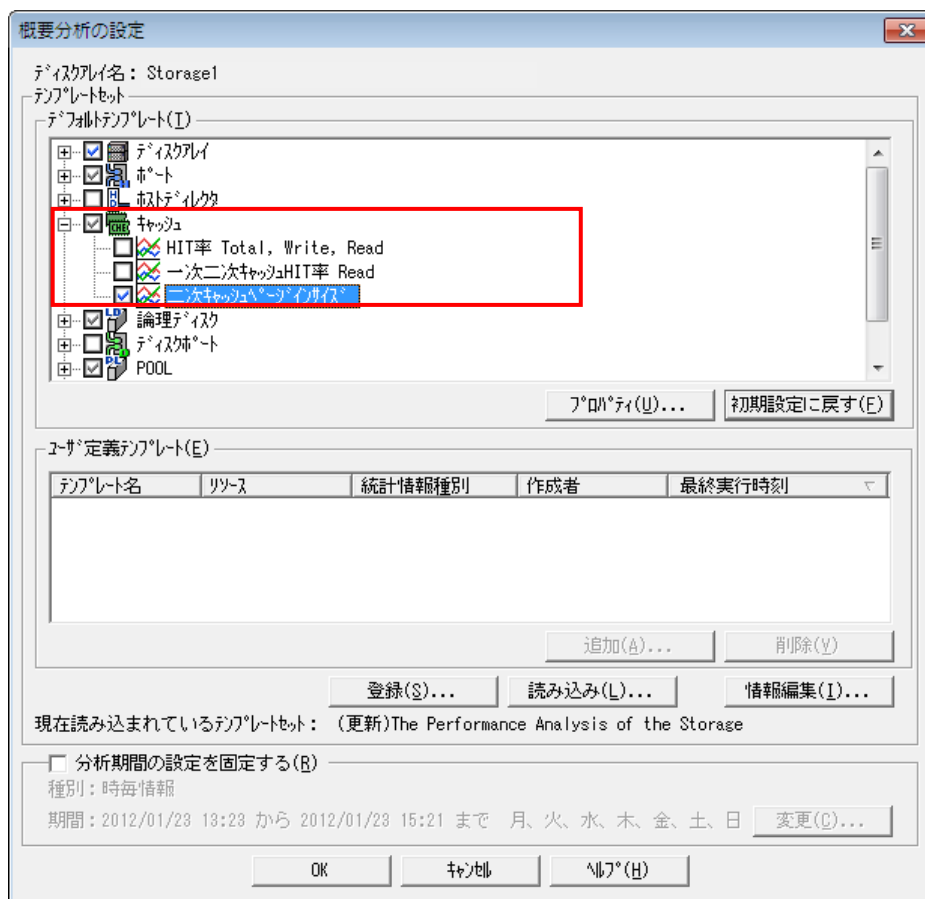 概要分析の設定
ディスクアレイ名: Storage1
テンプレートセット
デフォルトテンプレート(T)
ディスクアレイ
ポート
ホストディレクタ
キャッシュ
HIT率 Total, Write, Read
一次二次キャッシュHIT率 Read
二次キャッシュページインサイズ
論理ディスク
ディスクポート
POOL
プロパティ(U)... 初期設定に戻す(F)
ユーザ定義テンプレート(E)
テンプレート名 リソース 統計情報種別 作成者 最終実行時刻
追加(A)... 削除(Y)
登録(S)... 読み込み(L)... 情報編集(I)...
現在読み込まれているテンプレートセット: (更新)The Performance Analysis of the Storage
分析期間の設定を固定する(R)
種別:時毎情報
期間:2012/01/23 13:23 から 2012/01/23 15:21 まで 月、火、水、木、金、土、日 変更(C)...
OK キャンセル ヘルプ(H)